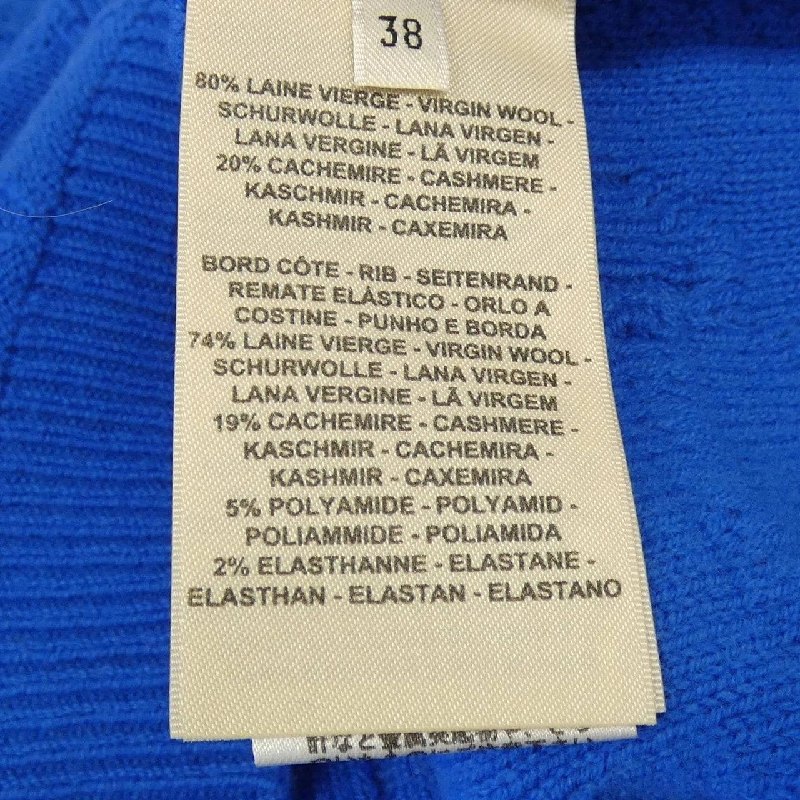 38
80% LAINE VIERGE - VIRGIN WOOL -
SCHURWOLLE - LANA VIRGEN -
LANA VERGINE - LÃ VIRGEM
20% CACHEMIRE - CASHMERE -
KASCHMIR - CACHEMIRA -
KASHMIR - CAXEMIRA
BORD CÔTE - RIB - SEITENRAND -
REMATE ELÁSTICO - ORLO A
COSTINE - PUNHO E BORDA
74% LAINE VIERGE - VIRGIN WOOL -
SCHURWOLLE - LANA VIRGEN -
LANA VERGINE - LÃ VIRGEM
19% CACHEMIRE - CASHMERE -
KASCHMIR - CACHEMIRA -
KASHMIR - CAXEMIRA
5% POLYAMIDE - POLYAMID -
POLIAMMIDE - POLIAMIDA
2% ELASTHANNE - ELASTANE -
ELASTHAN - ELASTAN - ELASTANO